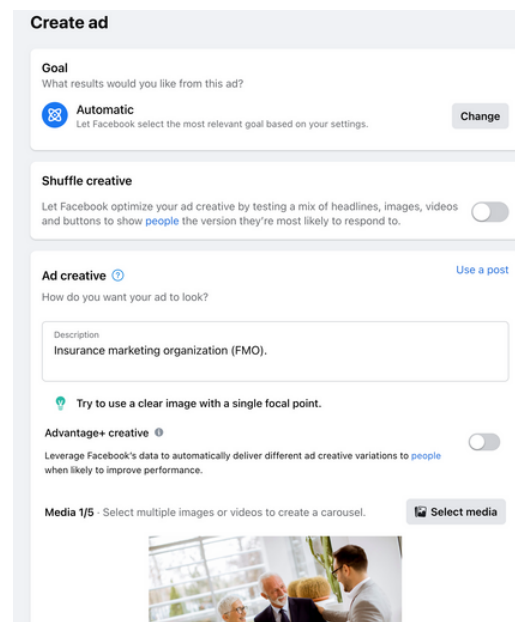 Create ad
Goal
What results would you like from this ad?
Automatic
Let Facebook select the most relevant goal based on your settings.
Change
Shuffle creative
Let Facebook optimize your ad creative by testing a mix of headlines, images, videos
and buttons to show people the version they're most likely to respond to.
Ad creative
Use a post
How do you want your ad to look?
Description
Insurance marketing organization (FMO).
Try to use a clear image with a single focal point.
Advantage+ creative
Leverage Facebook's data to automatically deliver different ad creative variations to people
when likely to improve performance.
Media 1/5 · Select multiple images or videos to create a carousel.
Select media